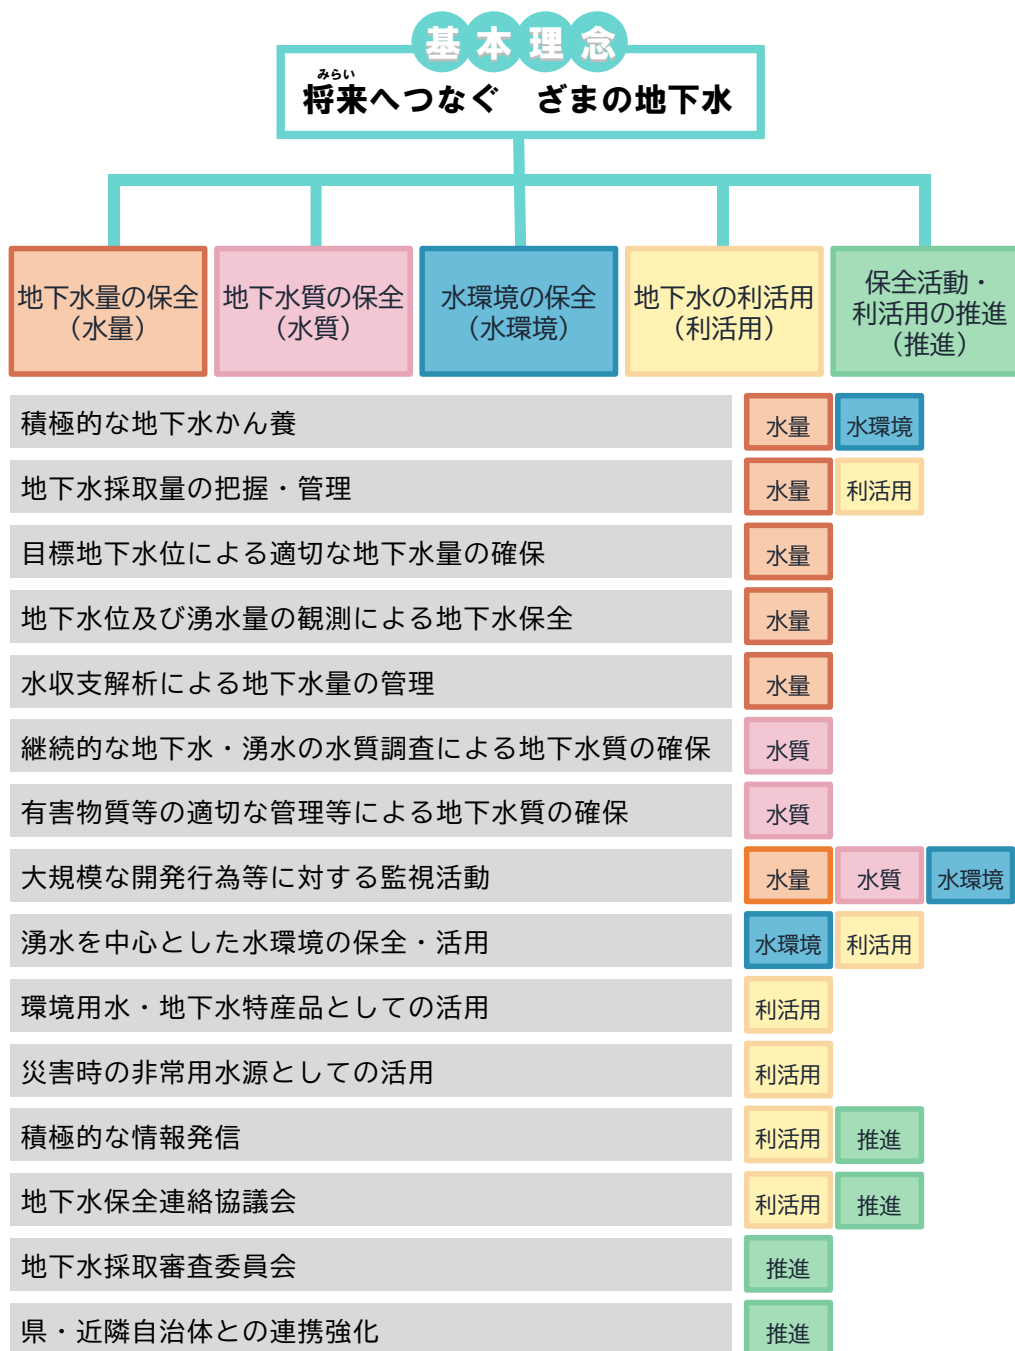 基本理念
みらい
将来へつなぐ　ざまの地下水
地下水量の保全
（水量）
地下水質の保全
（水質）
水環境の保全
（水環境）
地下水の利活用
（利活用）
保全活動・
利活用の推進
（推進）
積極的な地下水かん養 水量 水環境
地下水採取量の把握・管理 水量 利活用
目標地下水位による適切な地下水量の確保 水量
地下水位及び湧水量の観測による地下水保全 水量
水収支解析による地下水量の管理 水量
継続的な地下水・湧水の水質調査による地下水質の確保 水質
有害物質等の適切な管理等による地下水質の確保 水質
大規模な開発行為等に対する監視活動 水量 水質 水環境
湧水を中心とした水環境の保全・活用 水環境 利活用
環境用水・地下水特産品としての活用 利活用
災害時の非常用水源としての活用 利活用
積極的な情報発信 利活用 推進
地下水保全連絡協議会 利活用 推進
地下水採取審査委員会 推進
県・近隣自治体との連携強化 推進